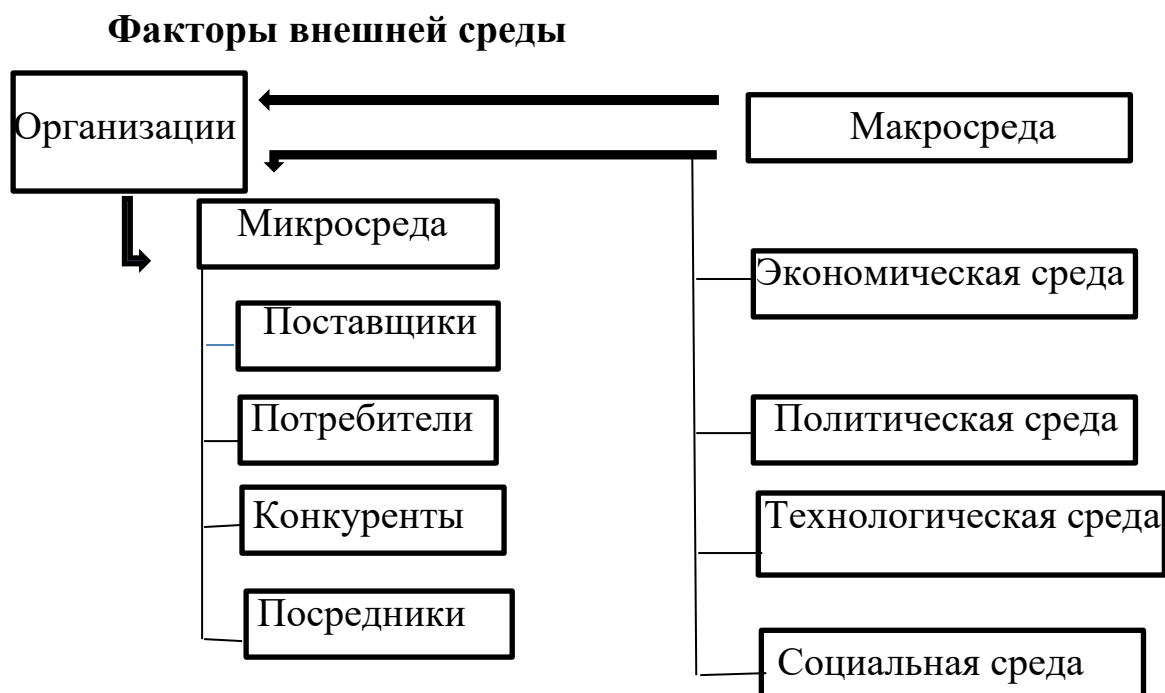 Факторы внешней среды
Организации
Макросреда
Микросреда
Экономическая среда
Поставщики
Потребители
Политическая среда
Конкуренты
Технологическая среда
Посредники
Социальная среда